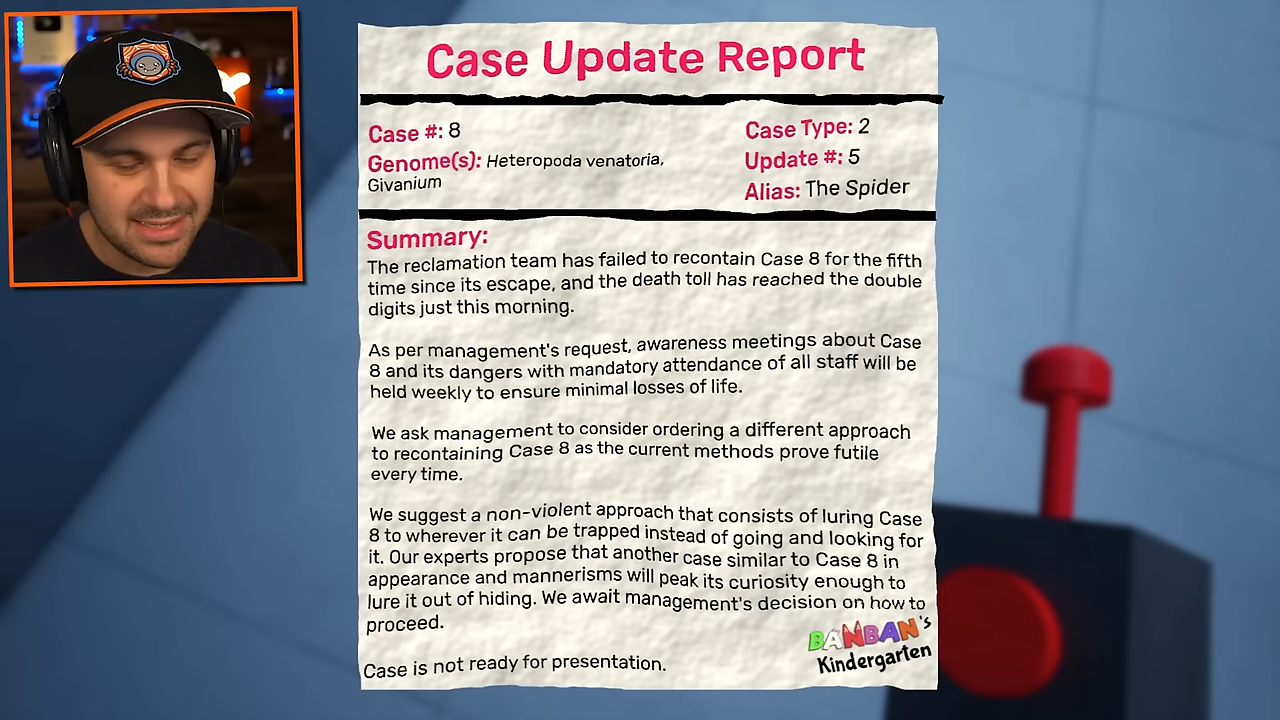 Case Update Report
Case #: 8
Case Type: 2
Genome(s): Heteropoda venatoria,
Givanium
Update #: 5
Alias: The Spider
Summary:
The reclamation team has failed to recontain Case 8 for the fifth
time since its escape, and the death toll has reached the double
digits just this morning.
As per management's request, awareness meetings about Case
8 and its dangers with mandatory attendance of all staff will be
held weekly to ensure minimal losses of life.
We ask management to consider ordering a different approach
to recontaining Case 8 as the current methods prove futile
every time.
We suggest a non-violent approach that consists of luring Case
8 to wherever it can be trapped instead of going and looking for
it. Our experts propose that another case similar to Case 8 in
appearance and mannerisms will peak its curiosity enough to
lure it out of hiding. We await management's decision on how to
proceed.
BANBAN's
Kindergarten
Case is not ready for presentation.